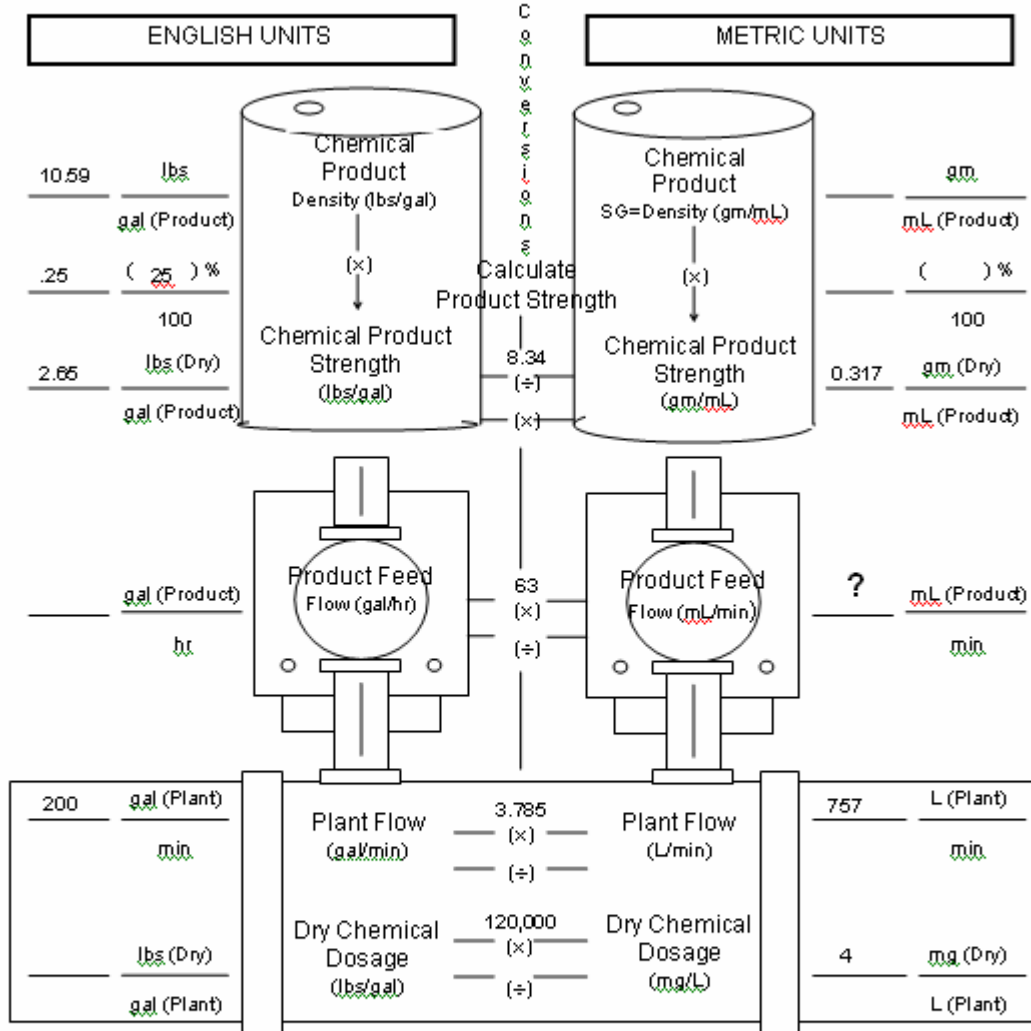 ENGLISH UNITS
Conversions
METRIC UNITS
10.59 lbs
gal (Product)
.25 ( 25 ) %
100
2.65 lbs (Dry)
gal (Product)
Chemical
Product
Density (lbs/gal)
(×)
Chemical Product
Strength
(lbs/gal)
Calculate
Product Strength
8.34
(÷)
(×)
Chemical
Product
SG=Density (gm/mL)
(×)
Chemical Product
Strength
(gm/mL)
gm
mL (Product)
( ) %
100
0.317 gm (Dry)
mL (Product)
gal (Product)
hr
Product Feed
Flow (gal/hr)
63
(×)
(÷)
Product Feed
Flow (mL/min)
? mL (Product)
min
200 gal (Plant)
min
Plant Flow
(gal/min)
3.785
(×)
(÷)
Plant Flow
(L/min)
757 L (Plant)
min
lbs (Dry)
gal (Plant)
Dry Chemical
Dosage
(lbs/gal)
120,000
(×)
(÷)
Dry Chemical
Dosage
(mg/L)
4 mg (Dry)
L (Plant)